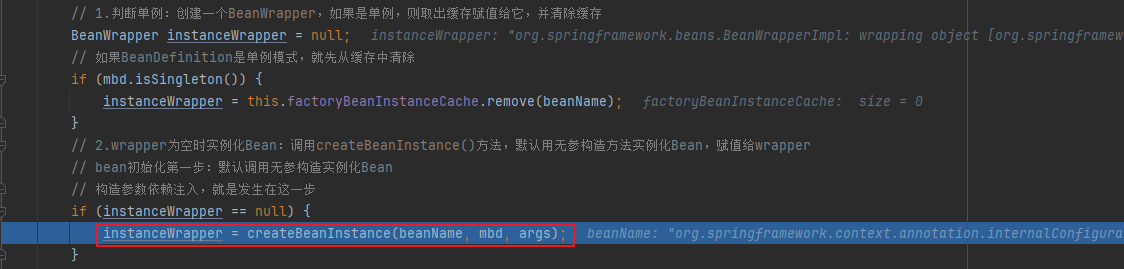 // 1.判断单例：创建一个BeanWrapper，如果是单例，则取出缓存赋值给它，并清除缓存
BeanWrapper instanceWrapper = null; instanceWrapper: "org.springframework.beans.BeanWrapperImpl: wrapping object [org.springframew
// 如果BeanDefinition是单例模式，就先从缓存中清除
if (mbd.isSingleton()) {
instanceWrapper = this.factoryBeanInstanceCache.remove(beanName); factoryBeanInstanceCache: size = 0
}
// 2.wrapper为空时实例化Bean：调用createBeanInstance()方法，默认用无参构造方法实例化Bean，赋值给wrapper
// bean初始化第一步：默认调用无参构造实例化Bean
// 构造参数依赖注入，就是发生在这一步
if (instanceWrapper == null) {
instanceWrapper = createBeanInstance(beanName, mbd, args); beanName: "org.springframework.context.annotation.internalConfigura
}